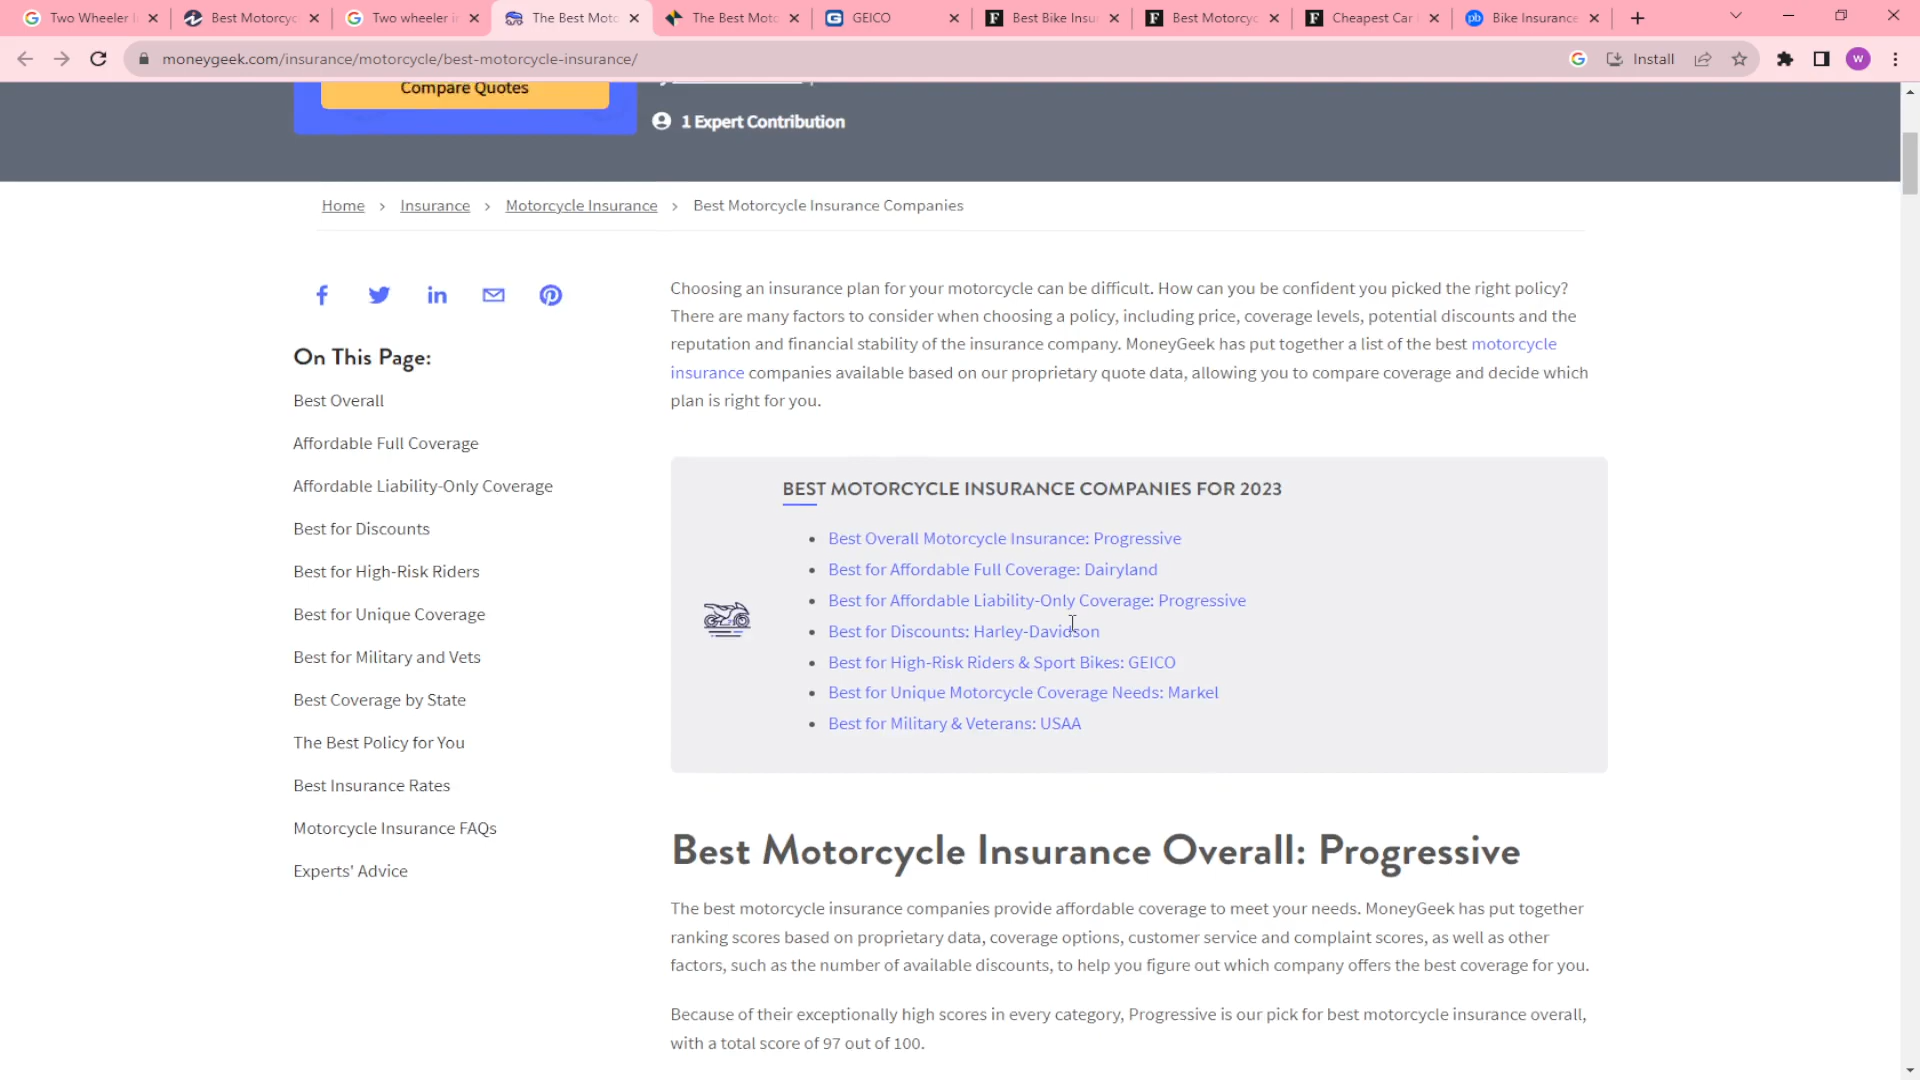 Two Wheeler I
Best Motorcyc
Two wheeler i
The Best Moto
The Best Moto
GEICO
Best Bike Insu
Best Motorcyc
Cheapest Car
Bike Insurance
moneygeek.com/insurance/motorcycle/best-motorcycle-insurance/
Install
W
Compare Quotes
1 Expert Contribution
Home > Insurance > Motorcycle Insurance > Best Motorcycle Insurance Companies
On This Page:
Best Overall
Affordable Full Coverage
Affordable Liability-Only Coverage
Best for Discounts
Best for High-Risk Riders
Best for Unique Coverage
Best for Military and Vets
Best Coverage by State
The Best Policy for You
Best Insurance Rates
Motorcycle Insurance FAQs
Experts' Advice
Choosing an insurance plan for your motorcycle can be difficult. How can you be confident you picked the right policy?
There are many factors to consider when choosing a policy, including price, coverage levels, potential discounts and the
reputation and financial stability of the insurance company. MoneyGeek has put together a list of the best motorcycle
insurance companies available based on our proprietary quote data, allowing you to compare coverage and decide which
plan is right for you.
BEST MOTORCYCLE INSURANCE COMPANIES FOR 2023
• Best Overall Motorcycle Insurance: Progressive
• Best for Affordable Full Coverage: Dairyland
• Best for Affordable Liability-Only Coverage: Progressive
• Best for Discounts: Harley-Davidson
• Best for High-Risk Riders & Sport Bikes: GEICO
• Best for Unique Motorcycle Coverage Needs: Markel
• Best for Military & Veterans: USAA
Best Motorcycle Insurance Overall: Progressive
The best motorcycle insurance companies provide affordable coverage to meet your needs. MoneyGeek has put together
ranking scores based on proprietary data, coverage options, customer service and complaint scores, as well as other
factors, such as the number of available discounts, to help you figure out which company offers the best coverage for you.
Because of their exceptionally high scores in every category, Progressive is our pick for best motorcycle insurance overall,
with a total score of 97 out of 100.